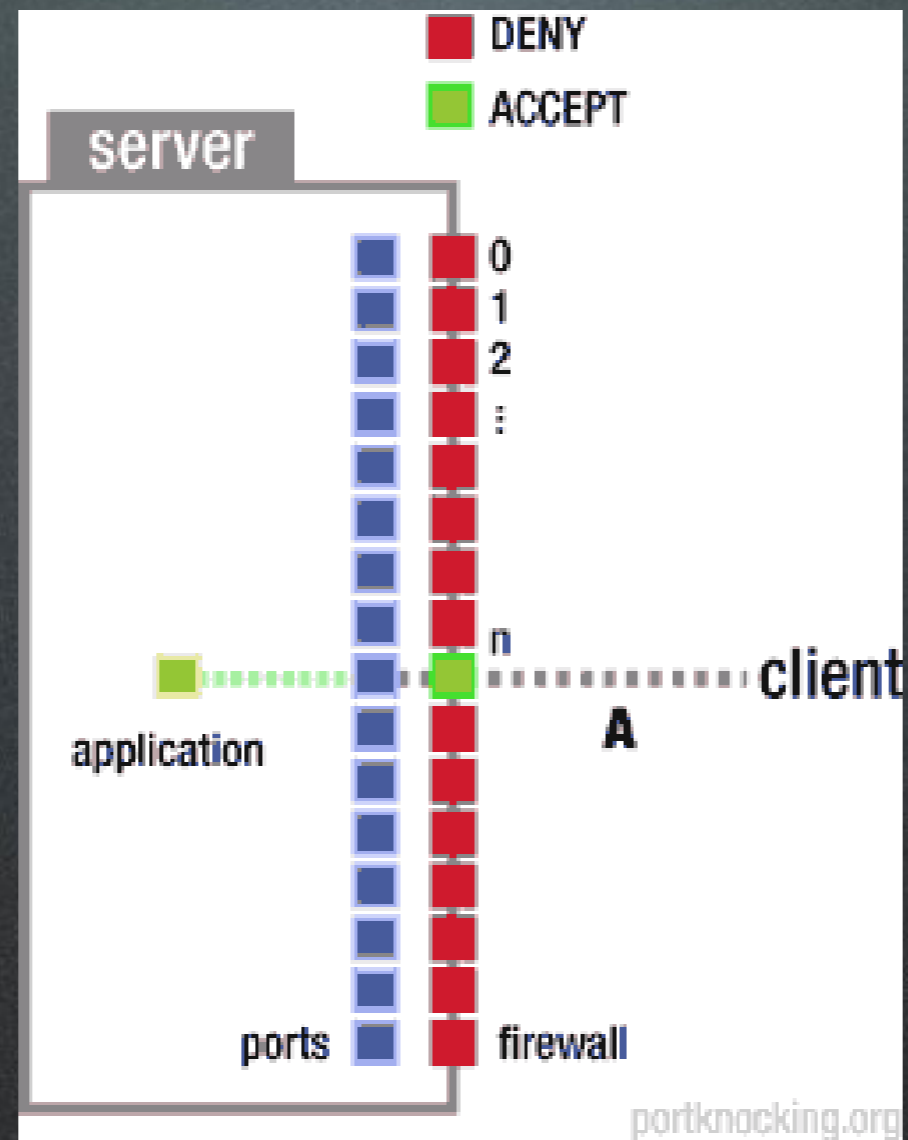 DENY
ACCEPT
server
0
1
2
⋮
n
client
A
application
ports
firewall
portknocking.org